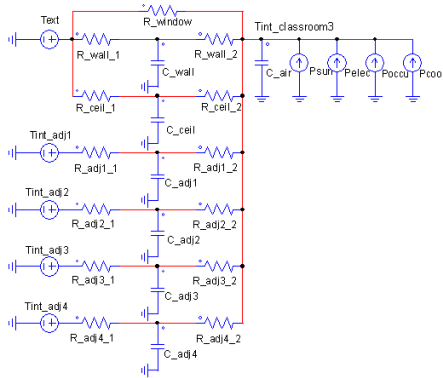 Text
R_window
Tint_classroom3
R_wall_1
R_wall_2
C_wall
C_air
Psun
Pelec
Poccu
Pcoo
R_ceil_1
R_ceil_2
C_ceil
Tint_adj1
R_adj1_1
R_adj1_2
C_adj1
Tint_adj2
R_adj2_1
R_adj2_2
C_adj2
Tint_adj3
R_adj3_1
R_adj3_2
C_adj3
Tint_adj4
R_adj4_1
R_adj4_2
C_adj4